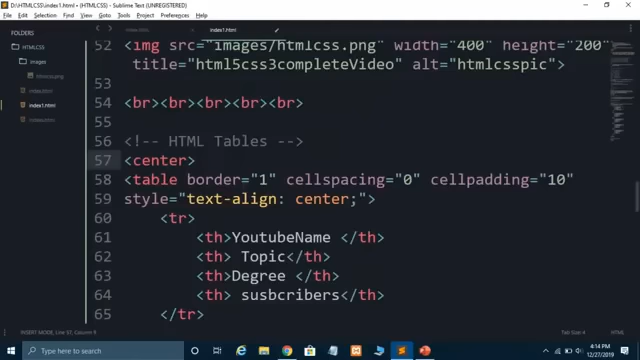 D:\HTMLCSS\index1.html • (HTMLCSS) - Sublime Text (UNREGISTERED)
File Edit Selection Find View Goto Tools Project Preferences Help
FOLDERS
index1.html
HTMLCSS
images
htmlcss.png
index1.html
52 <img src="images/htmlcss.png" width="400" height="200"
title="html5css3completeVideo" alt="htmlcsspic">
53
54 <br><br><br><br><br>
55
56 <!-- HTML Tables -->
57 <center>
58 <table border="1" cellspacing="0" cellpadding="10"
59 style="text-align: center;">
60 <tr>
61 <th>YoutubeName </th>
62 <th> Topic</th>
63 <th>Degree </th>
64 <th> susbcribers</th>
65 </tr>
INSERT MODE, Line 57, Column 9
Tab Size: 4
HTML
Type here to search
4:14 PM
12/27/2019